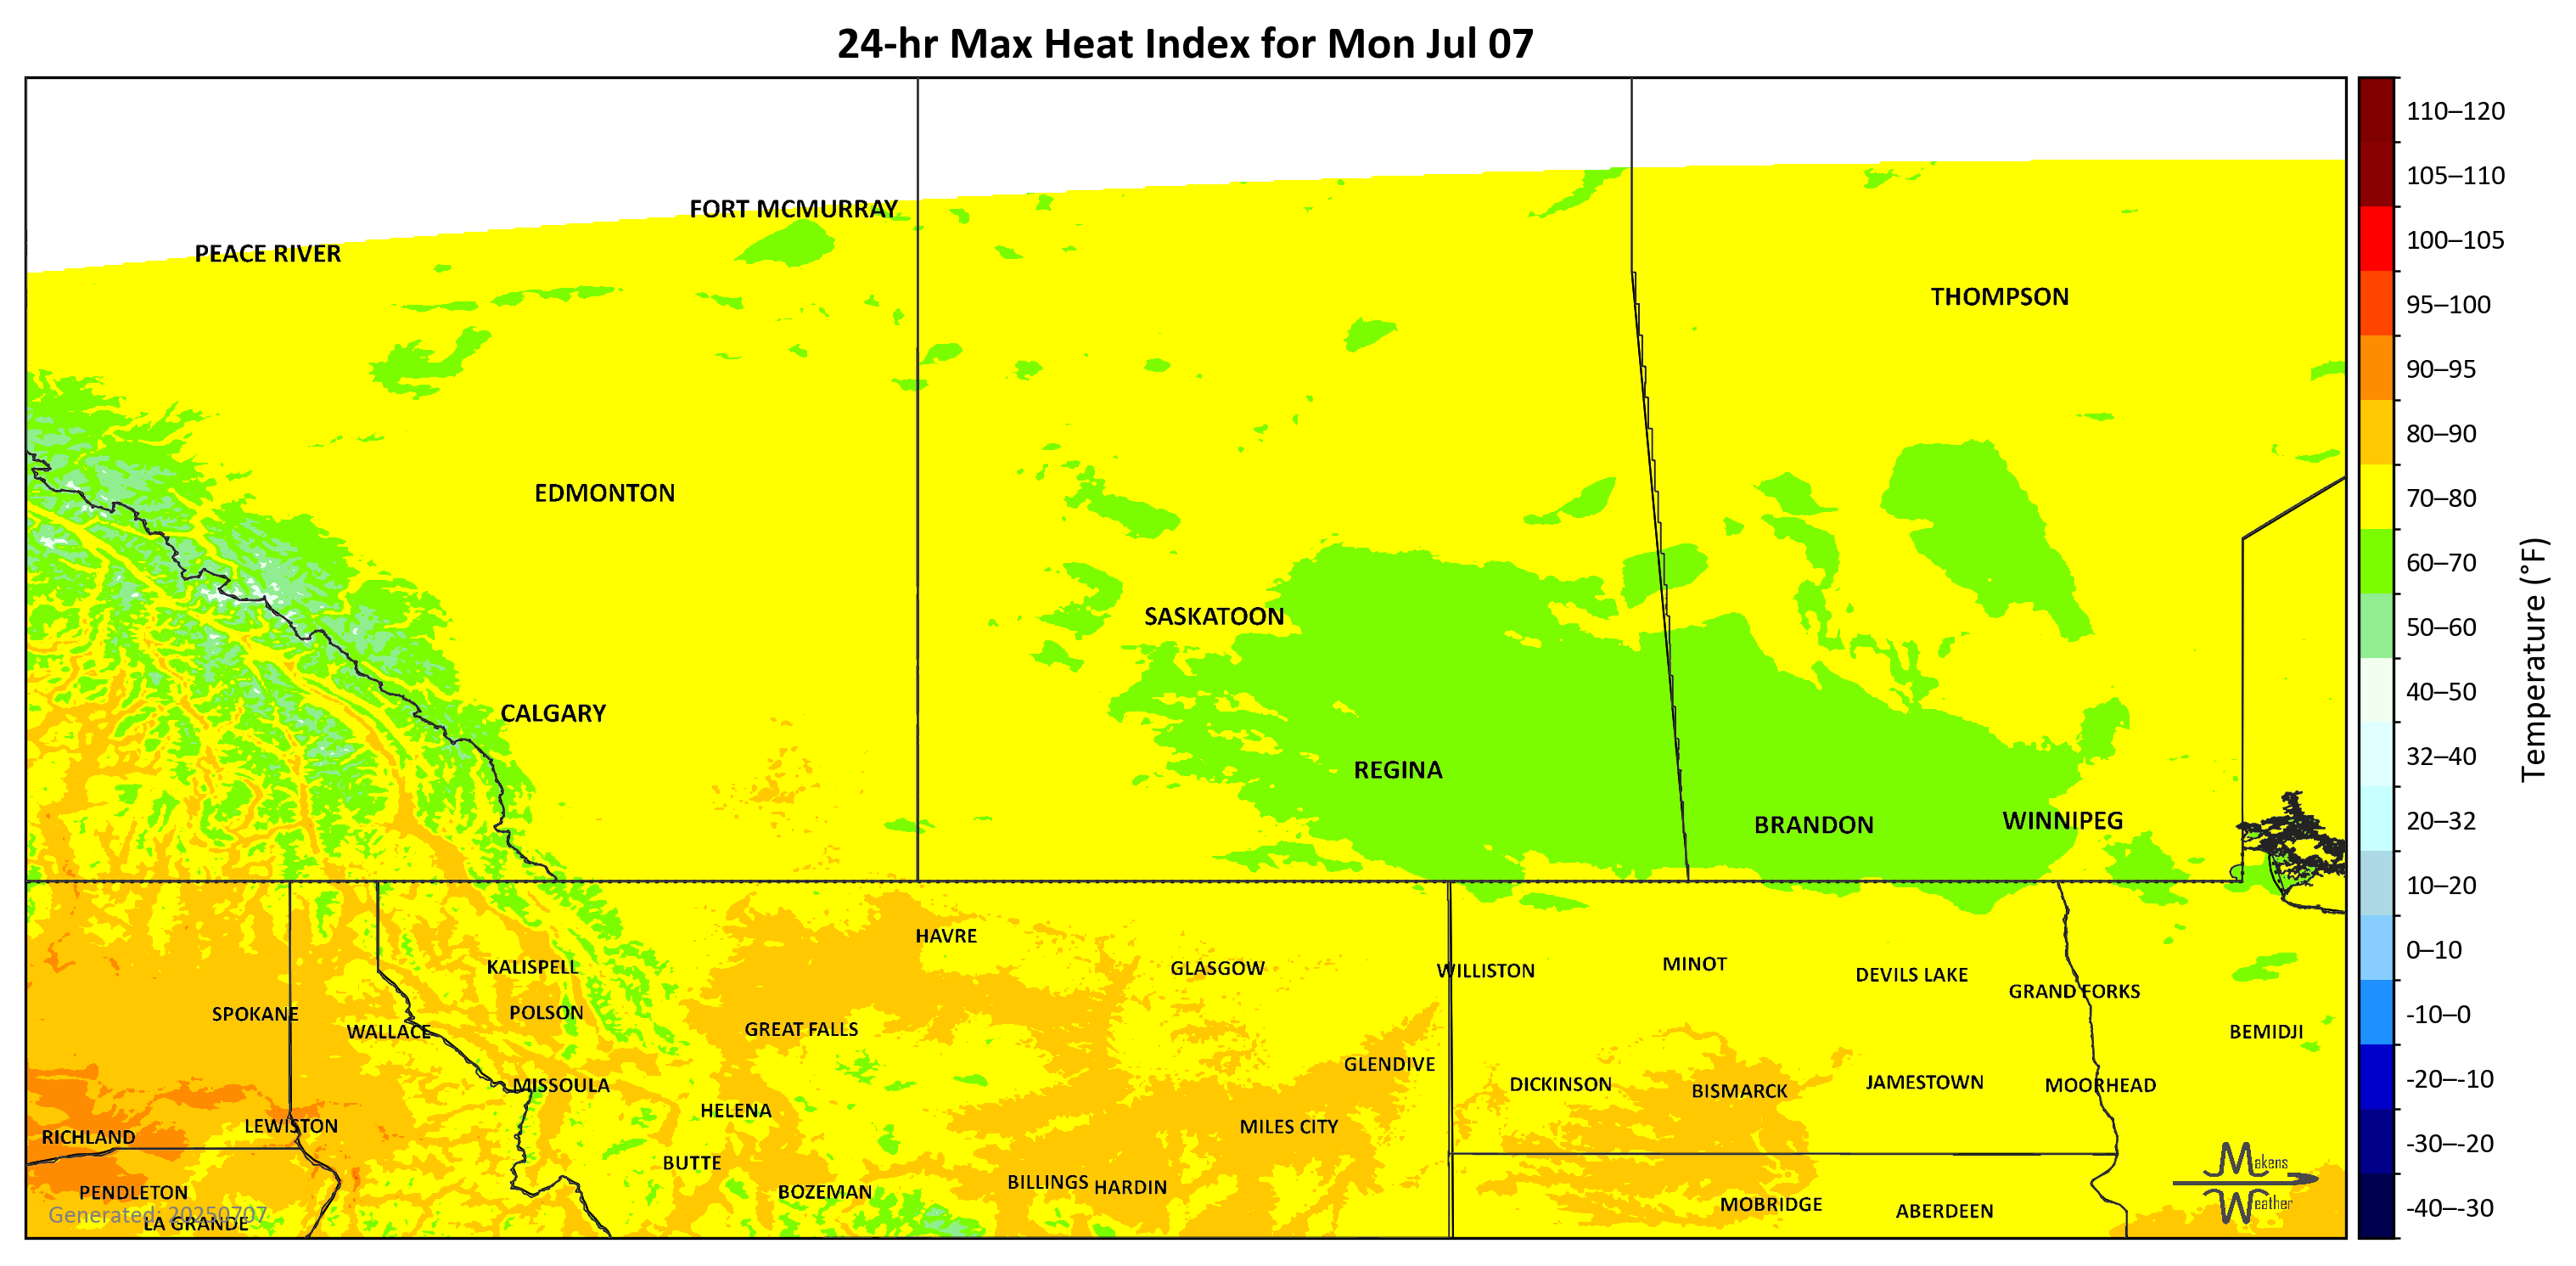 24-hr Max Heat Index for Mon Jul 07
FORT MCMURRAY
PEACE RIVER
THOMPSON
EDMONTON
SASKATOON
CALGARY
REGINA
BRANDON
WINNIPEG
HAVRE
KALISPELL
GLASGOW
WILLISTON
MINOT
DEVILS LAKE
GRAND FORKS
SPOKANE
POLSON
WALLACE
GREAT FALLS
BEMIDJI
GLENDIVE
MISSOULA
DICKINSON
BISMARCK
JAMESTOWN
MOORHEAD
HELENA
LEWISTON
MILES CITY
RICHLAND
BUTTE
BILLINGS
HARDIN
PENDLETON
BOZEMAN
MOBRIDGE
ABERDEEN
LA GRANDE
Generated: 20250707
Makens
Weather
110–120
105–110
100–105
95–100
90–95
80–90
70–80
60–70
50–60
40–50
32–40
20–32
10–20
0–10
-10–0
-20–-10
-30–-20
-40–-30
Temperature (°F)